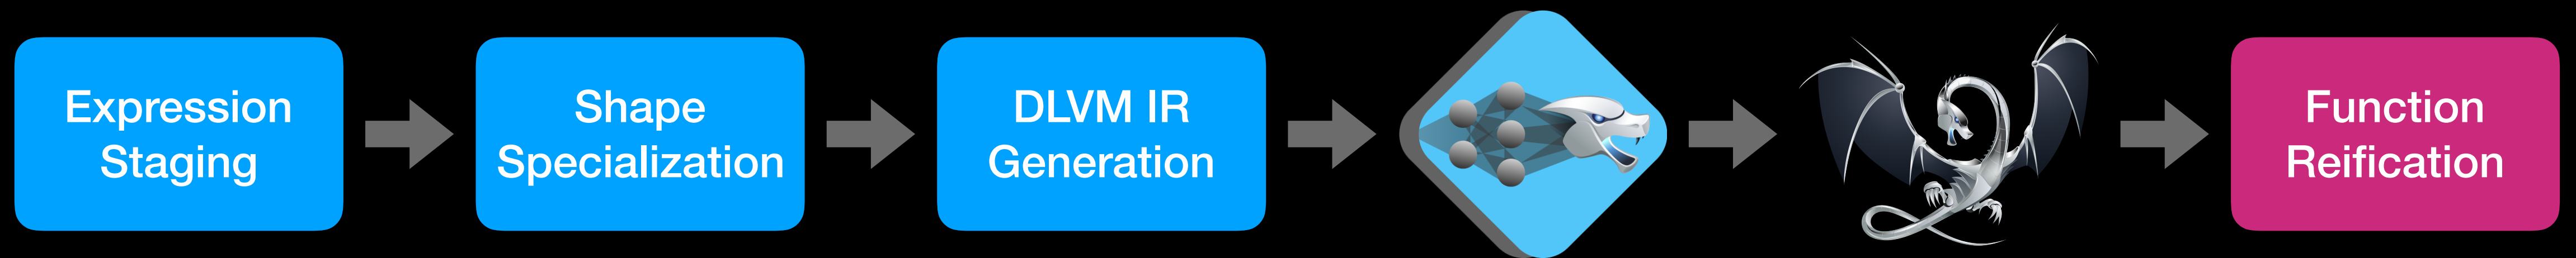 Expression
Staging
Shape
Specialization
DLVM IR
Generation
Function
Reification